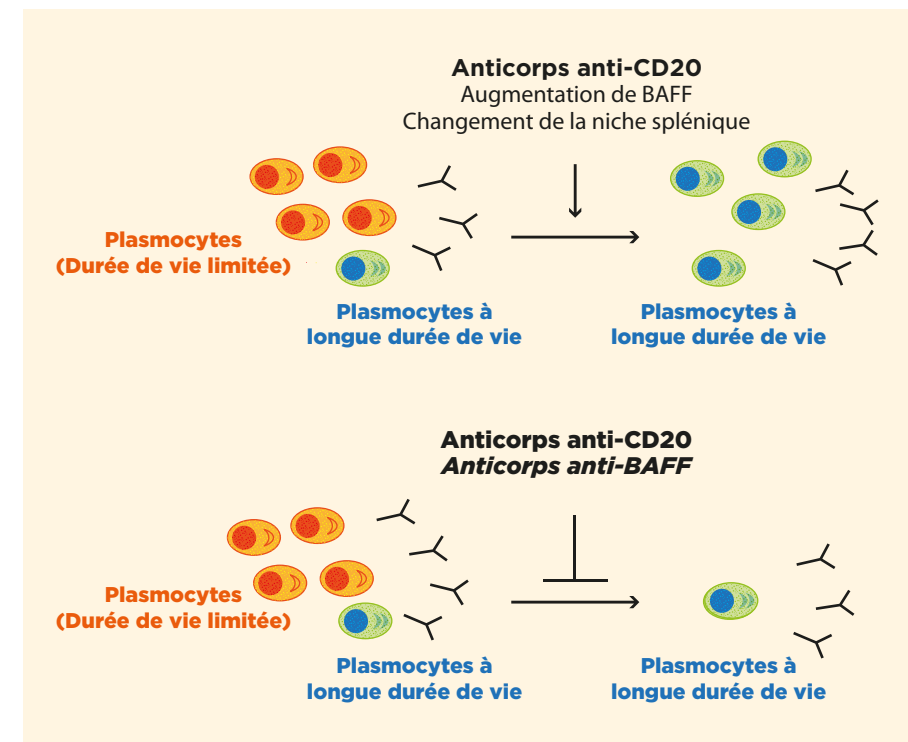 Anticorps anti-CD20
Augmentation de BAFF
Changement de la niche splénique
Plasmocytes
(Durée de vie limitée)
Plasmocytes à
longue durée de vie
Plasmocytes à
longue durée de vie
Anticorps anti-CD20
Anticorps anti-BAFF
Plasmocytes
(Durée de vie limitée)
Plasmocytes à
longue durée de vie
Plasmocytes à
longue durée de vie